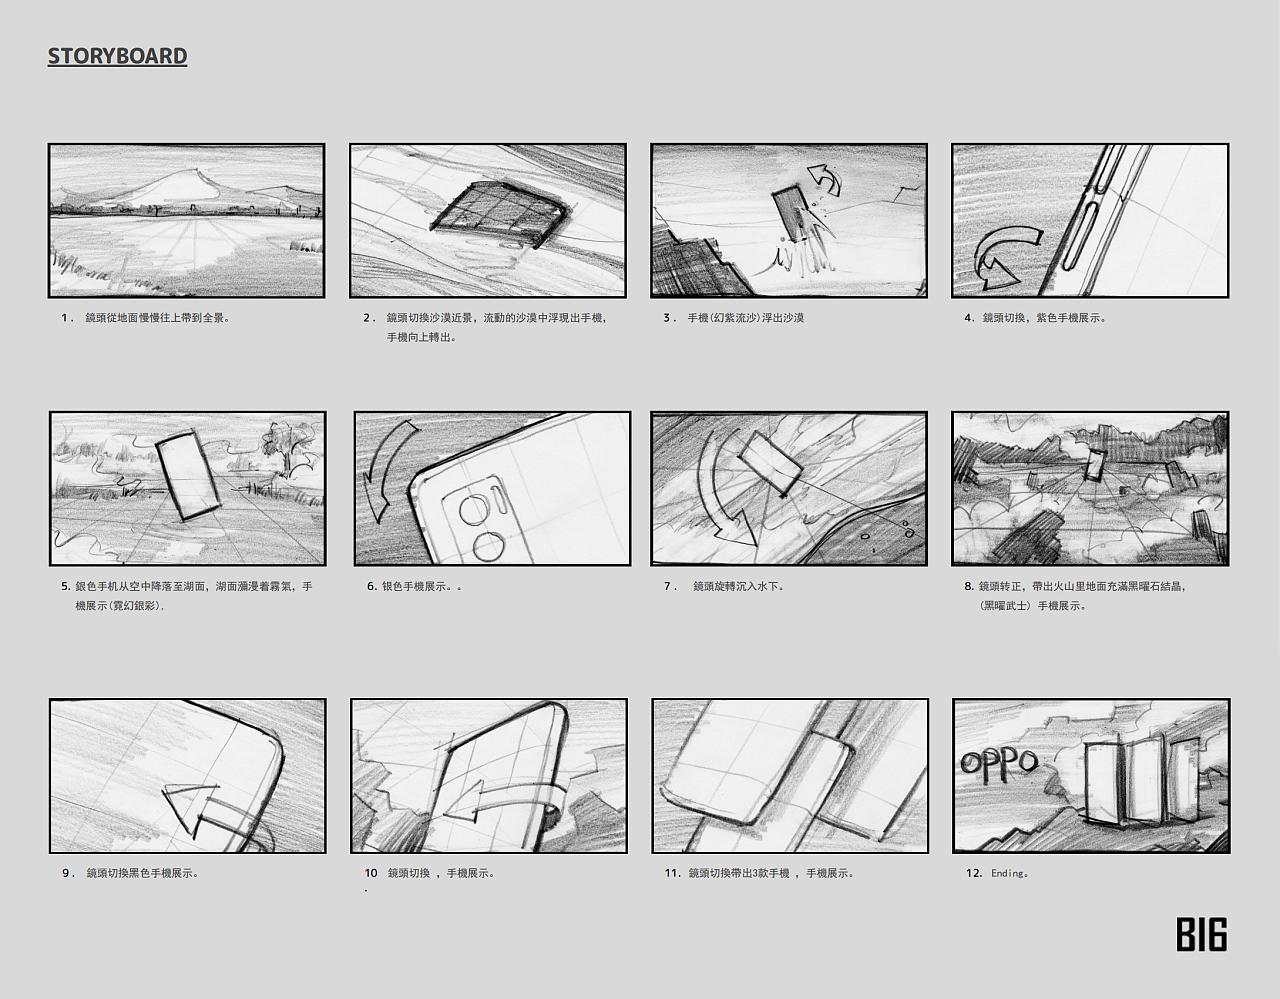 STORYBOARD
1. 鏡頭從地面慢慢往上帶到全景。
2. 鏡頭切換沙漠近景，流動的沙漠中浮現出手機，
手機向上轉出。
3. 手機(幻紫流沙)浮出沙漠
4. 鏡頭切換，紫色手機展示。
5. 銀色手机从空中降落至湖面，湖面瀰漫着霧氣，手
機展示(霓幻銀彩)，
6. 银色手機展示。。
7. 鏡頭旋轉沉入水下。
8. 鏡頭转正，帶出火山里地面充滿黑曜石結晶，
(黑曜武士) 手機展示。
9. 鏡頭切換黑色手機展示。
10 鏡頭切換 ，手機展示。
.
11. 鏡頭切換帶出3款手機 ，手機展示。
OPPO
12. Ending。
BI6